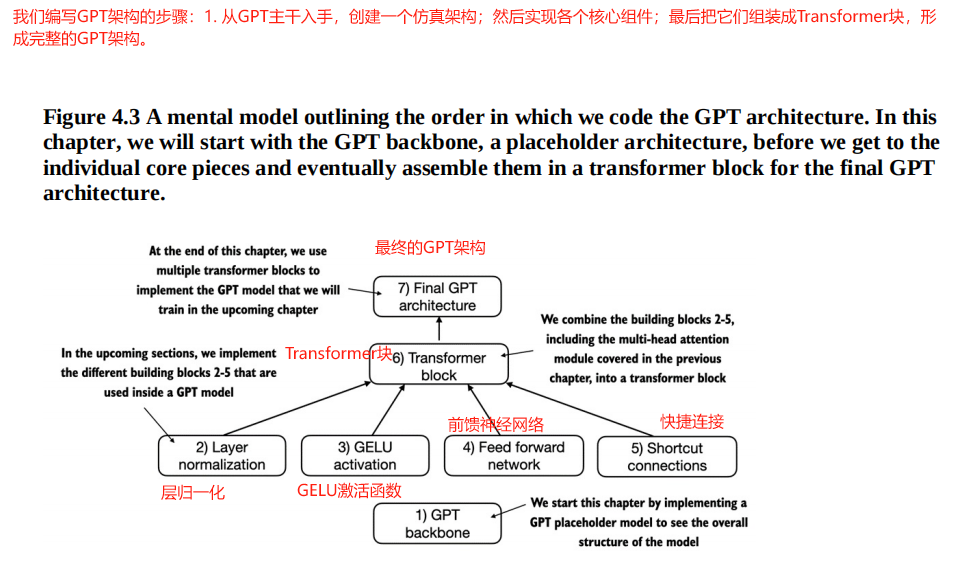 我们编写GPT架构的步骤：1. 从GPT主干入手，创建一个仿真架构；然后实现各个核心组件；最后把它们组装成Transformer块，形
成完整的GPT架构。
Figure 4.3 A mental model outlining the order in which we code the GPT architecture. In this
chapter, we will start with the GPT backbone, a placeholder architecture, before we get to the
individual core pieces and eventually assemble them in a transformer block for the final GPT
architecture.
At the end of this chapter, we use
multiple transformer blocks to
implement the GPT model that we will
train in the upcoming chapter
最终的GPT架构
7) Final GPT
architecture
We combine the building blocks 2-5,
including the multi-head attention
module covered in the previous
chapter, into a transformer block
In the upcoming sections, we implement
the different building blocks 2-5 that are
used inside a GPT model
Transformer块
6) Transformer
block
前馈神经网络
快捷连接
2) Layer
normalization
3) GELU
activation
4) Feed forward
network
5) Shortcut
connections
层归一化
GELU激活函数
1) GPT
backbone
We start this chapter by implementing a
GPT placeholder model to see the overall
structure of the model